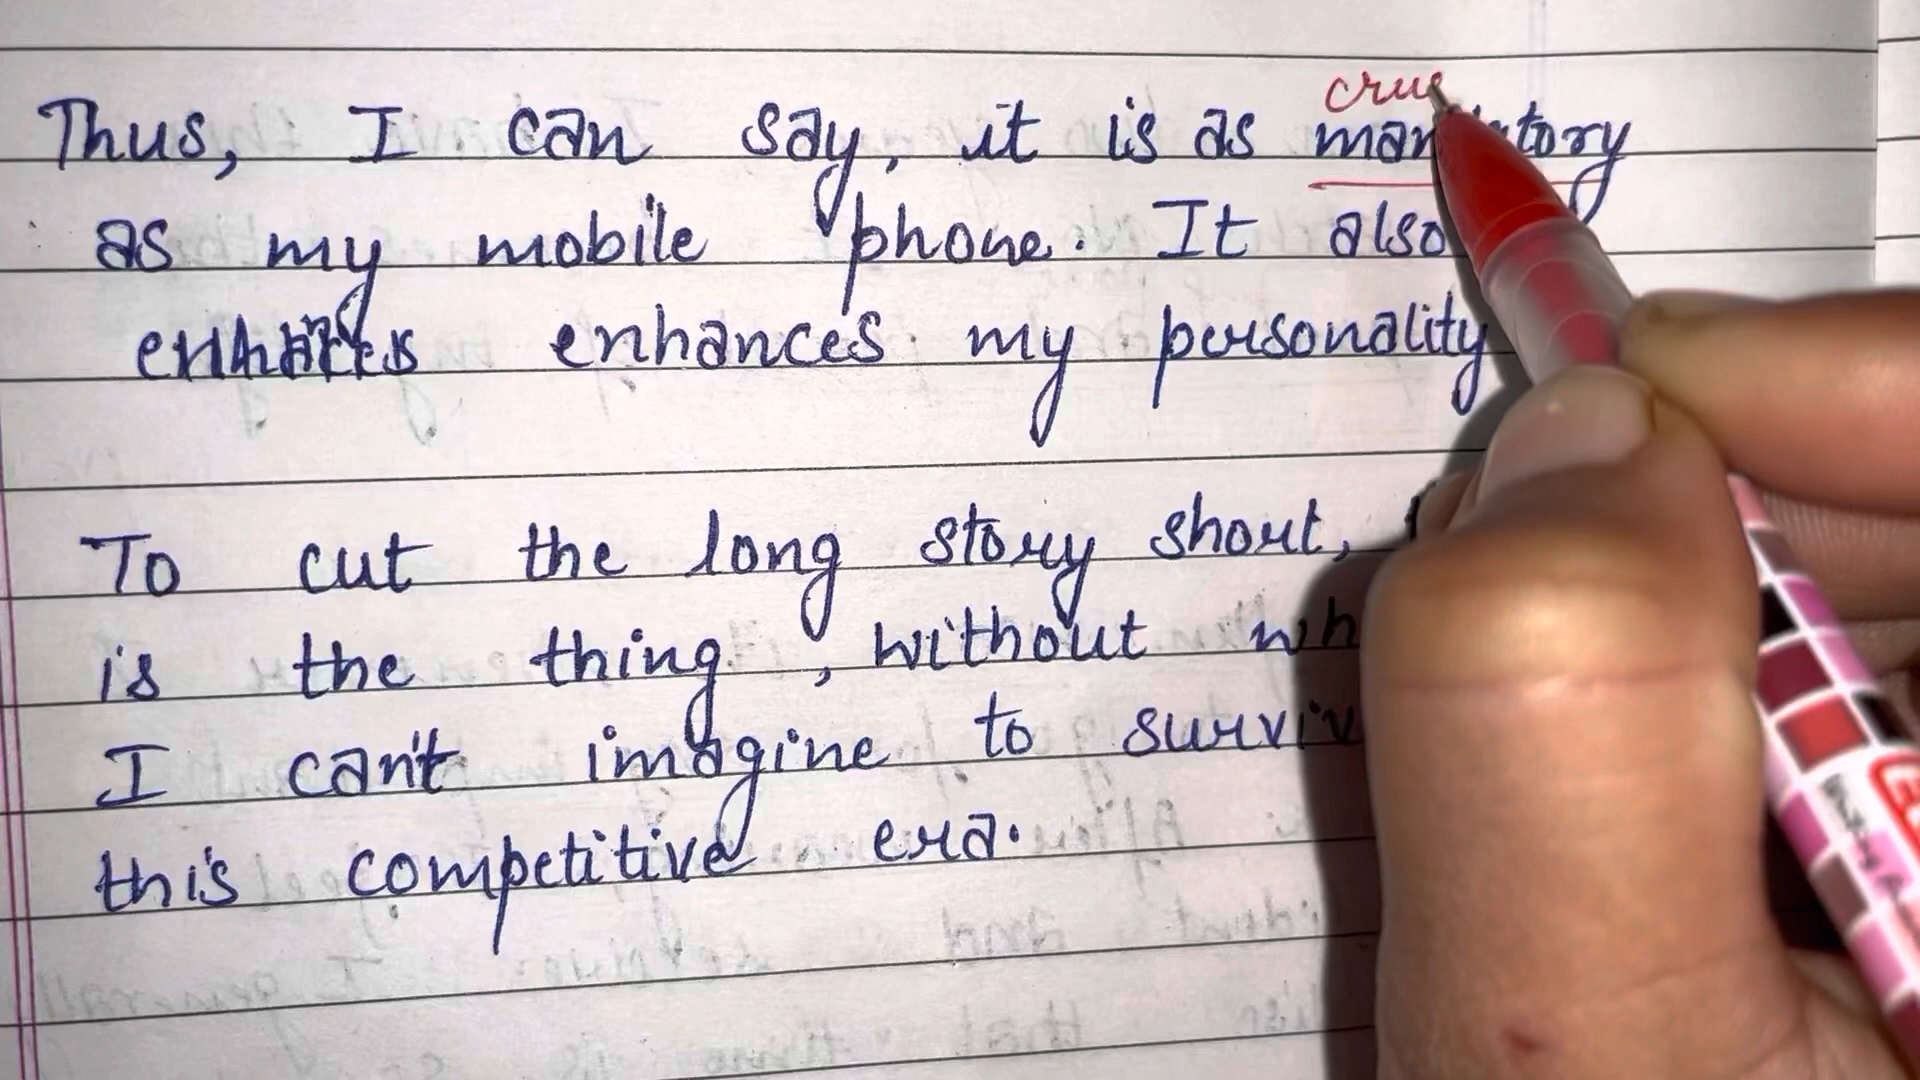 cruc
Thus, I can say, it is as mandatory
as my mobile phone. It also
enhances my personality
To cut the long story short,
is the thing, without
I can't imagine to
this competitive era.